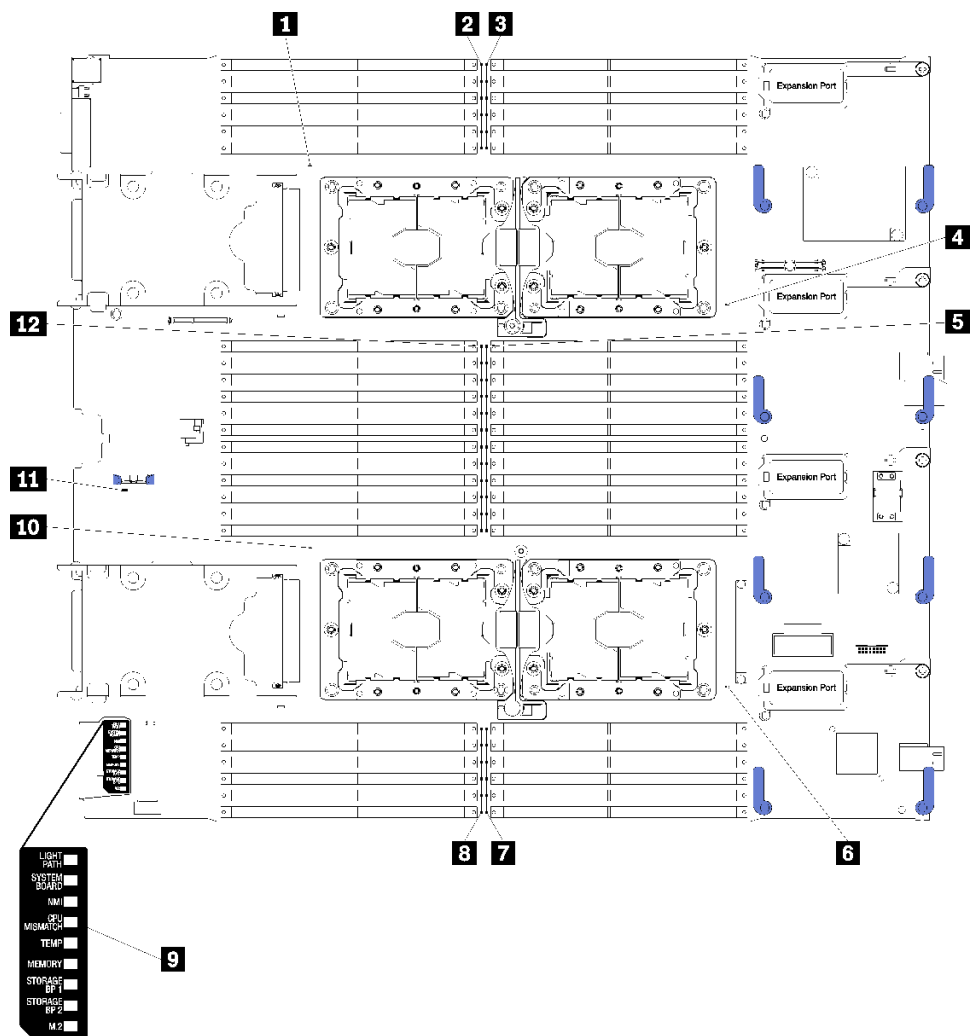 1
2
3
Expansion Port
4
Expansion Port
12
5
Expansion Port
11
10
Expansion Port
8
7
6
LIGHT
PATH
SYSTEM
BOARD
NMI
CPU
MISMATCH
9
TEMP
MEMORY
STORAGE
BP 1
STORAGE
BP 2
M.2